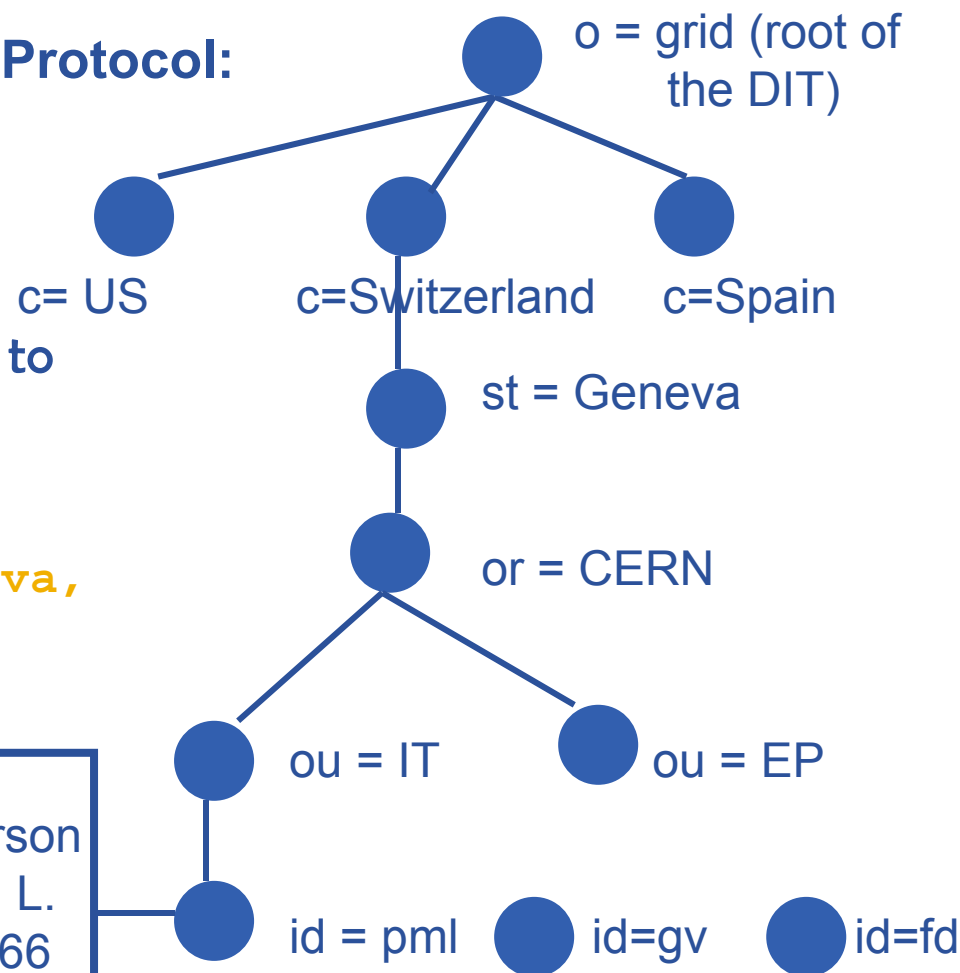 Protocol:
o = grid (root of
the DIT)
c= US
c=Switzerland
c=Spain
to
st = Geneva
or = CERN
va,
ou = IT
ou = EP
rson
L.
66
id = pml
id=gv
id=fd